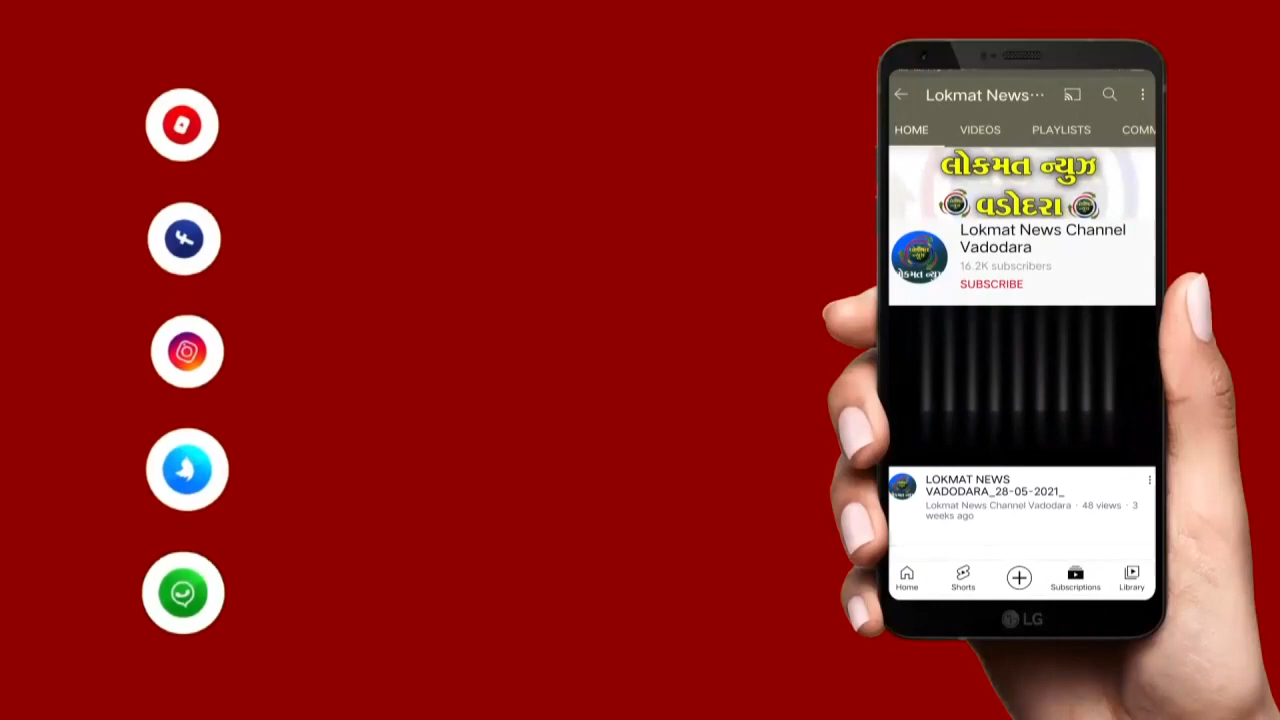 Lokmat News...
HOME VIDEOS PLAYLISTS COMM
લોકમત ન્યુઝ
વડોદરા
Lokmat News Channel
Vadodara
16.2K subscribers
SUBSCRIBE
LOKMAT NEWS
VADODARA_28-05-2021_
Lokmat News Channel Vadodara · 48 views · 3
weeks ago
Home Shorts Subscriptions Library
LG